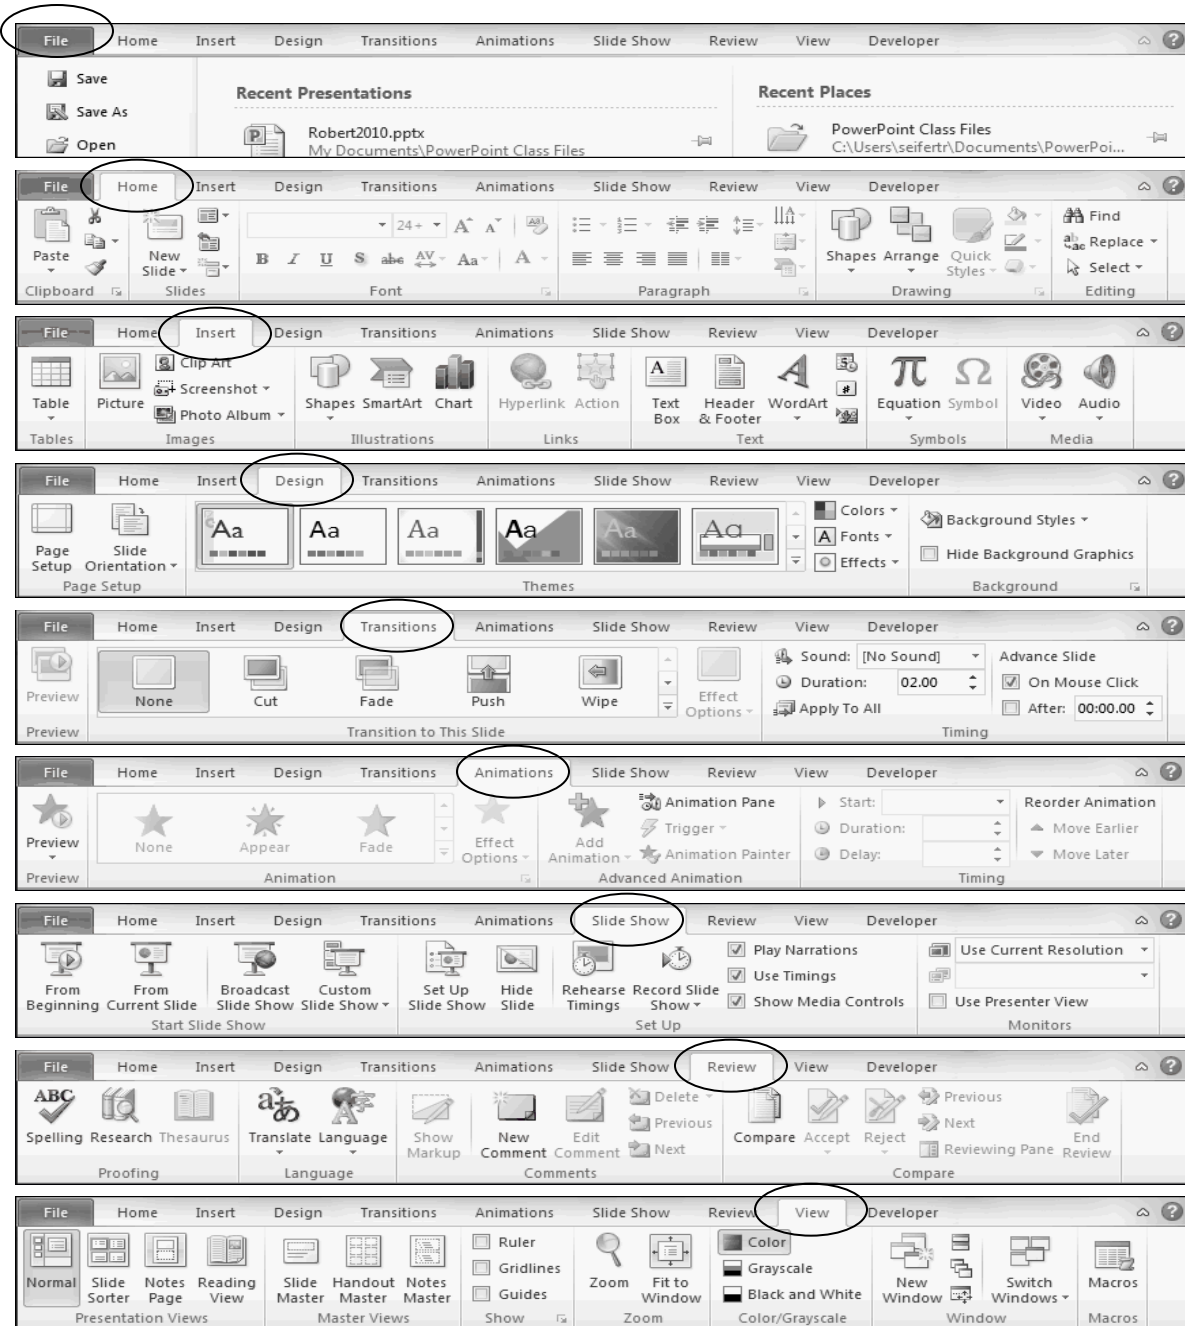 File Home Insert Design Transitions Animations Slide Show Review View Developer
Save
Save As
Open
Recent Presentations
Robert2010.pptx
My Documents\PowerPoint Class Files
Recent Places
PowerPoint Class Files
C:\Users\seifertr\Documents\PowerPoi...
File Home Insert Design Transitions Animations Slide Show Review View Developer
Paste
New
Slide
24+
B I U S abc AV Aa A
Shapes Arrange Quick
Styles
Find
Replace
Select
Clipboard Slides Font Paragraph Drawing Editing
File Home Insert Design Transitions Animations Slide Show Review View Developer
Table Picture
Clip Art
Screenshot
Photo Album
Shapes SmartArt Chart Hyperlink Action Text
Box
Header
& Footer
WordArt Equation Symbol Video Audio
Tables Images Illustrations Links Text Symbols Media
File Home Insert Design Transitions Animations Slide Show Review View Developer
Page
Setup
Slide
Orientation
Aa Aa Aa Aa Aa Aa
Colors
Fonts
Effects
Background Styles
Hide Background Graphics
Page Setup Themes Background
File Home Insert Design Transitions Animations Slide Show Review View Developer
Preview None Cut Fade Push Wipe Effect
Options
Sound: [No Sound]
Duration: 02.00
Apply To All
Advance Slide
On Mouse Click
After: 00:00.00
Preview Transition to This Slide Timing
File Home Insert Design Transitions Animations Slide Show Review View Developer
Preview None Appear Fade Effect
Options
Add
Animation
Animation Pane
Trigger
Animation Painter
Start:
Duration:
Delay:
Reorder Animation
Move Earlier
Move Later
Preview Animation Advanced Animation Timing
File Home Insert Design Transitions Animations Slide Show Review View Developer
From
Beginning
From
Current Slide
Broadcast
Slide Show
Custom
Slide Show
Set Up
Slide Show
Hide
Slide
Rehearse
Timings
Record Slide
Show
Play Narrations
Use Timings
Show Media Controls
Use Current Resolution
Use Presenter View
Start Slide Show Set Up Monitors
File Home Insert Design Transitions Animations Slide Show Review View Developer
ABC
Spelling Research Thesaurus Translate Language Show
Markup
New
Comment
Edit
Comment
Delete
Previous
Next
Compare Accept Reject
Previous
Next
Reviewing Pane
End
Review
Proofing Language Comments Compare
File Home Insert Design Transitions Animations Slide Show Review View Developer
Normal Slide
Sorter
Notes
Page
Reading
View
Slide
Master
Handout
Master
Notes
Master
Ruler
Gridlines
Guides
Zoom Fit to
Window
Color
Grayscale
Black and White
New
Window
Switch
Windows
Macros
Presentation Views Master Views Show Zoom Color/Grayscale Window Macros